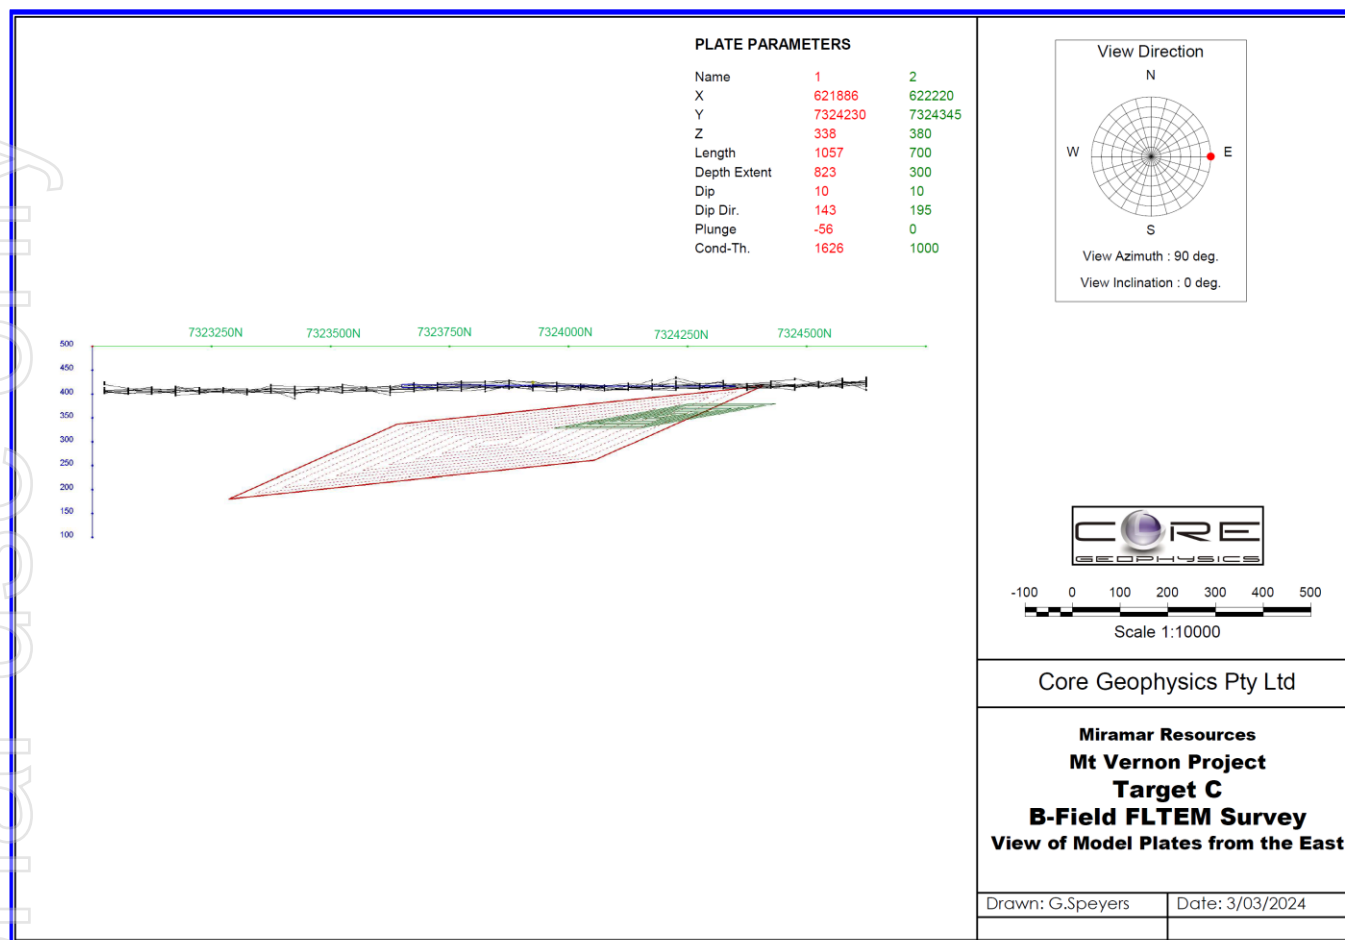 PLATE PARAMETERS
Name 1 2
X 621886 622220
Y 7324230 7324345
Z 338 380
Length 1057 700
Depth Extent 823 300
Dip 10 10
Dip Dir. 143 195
Plunge -56 0
Cond-Th. 1626 1000
View Direction
N
W E
S
View Azimuth : 90 deg.
View Inclination : 0 deg.
7323250N 7323500N 7323750N 7324000N 7324250N 7324500N
500
450
400
350
300
250
200
150
100
CORE
GEOPHYSICS
-100 0 100 200 300 400 500
Scale 1:10000
Core Geophysics Pty Ltd
Miramar Resources
Mt Vernon Project
Target C
B-Field FLTEM Survey
View of Model Plates from the East
Drawn: G.Speyers Date: 3/03/2024